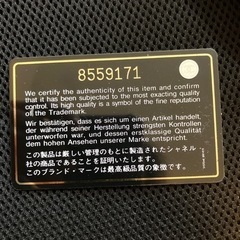 8559171
We certify the authenticity of this item and confirm
that it has been subjected to the most exacting quality
control. Its high quality is a symbol of the fine reputation
of the Trademark.
Wir bestätigen, dass es sich um einen Artikel handelt,
der während seiner Herstellung strengsten Kontrollen
unterworfen war, und dessen erstklassige Qualität
dem hohen Ansehen unserer Marke entspricht.
この製品は厳しい管理のもとに製造されたシャネル
社の商品であることを証明いたします。
このブランド・マークは最高級品質の象徴です。